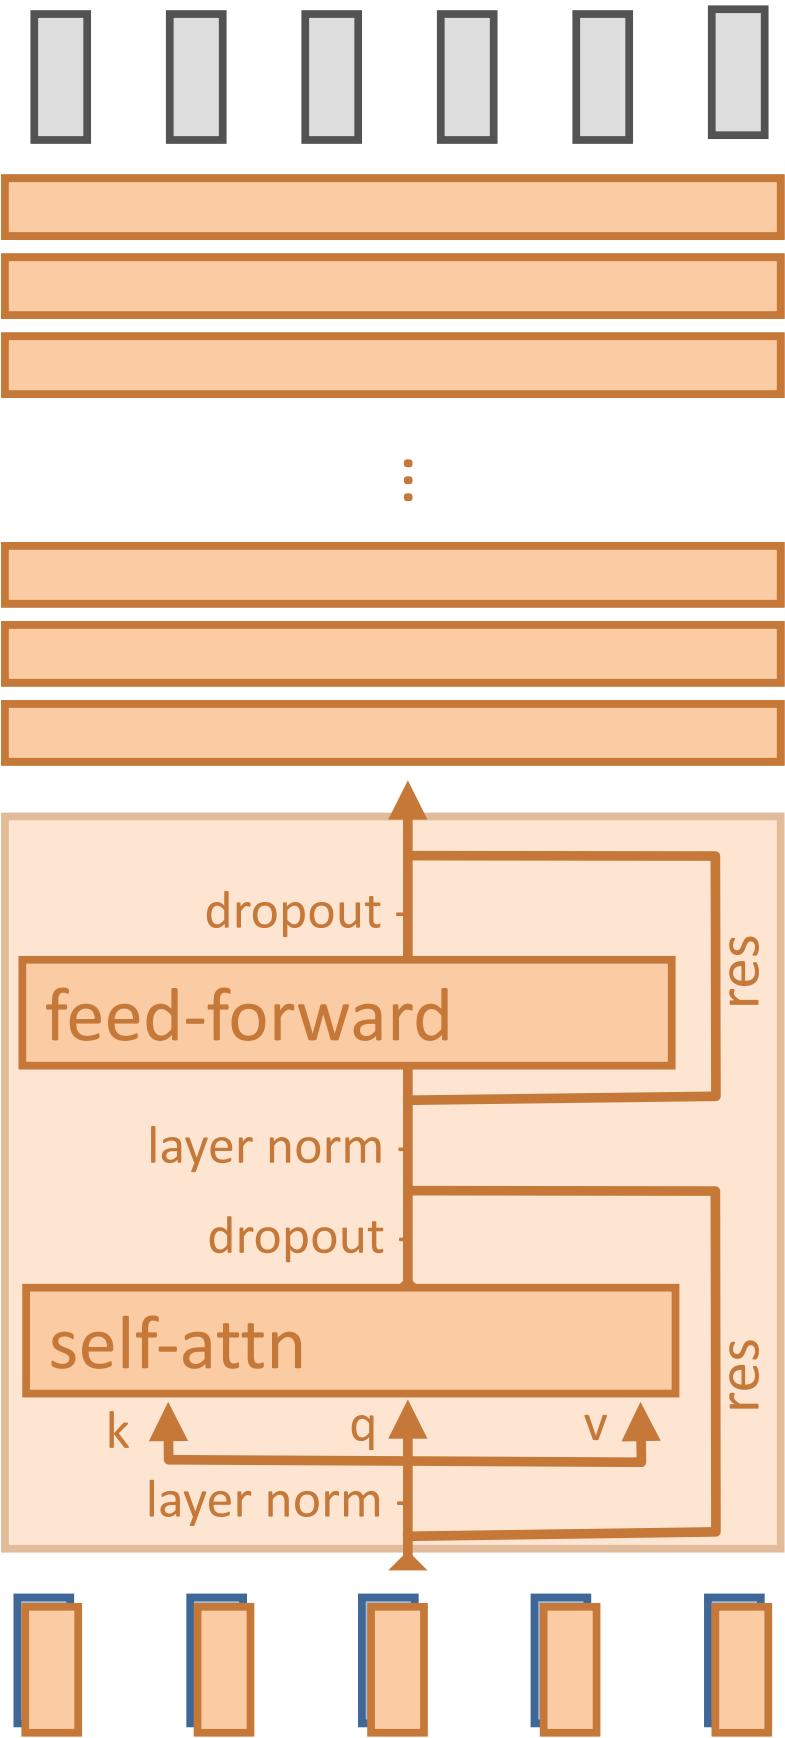 dropout
res
feed-forward
layer norm
dropout
self-attn
res
k
q
v
layer norm